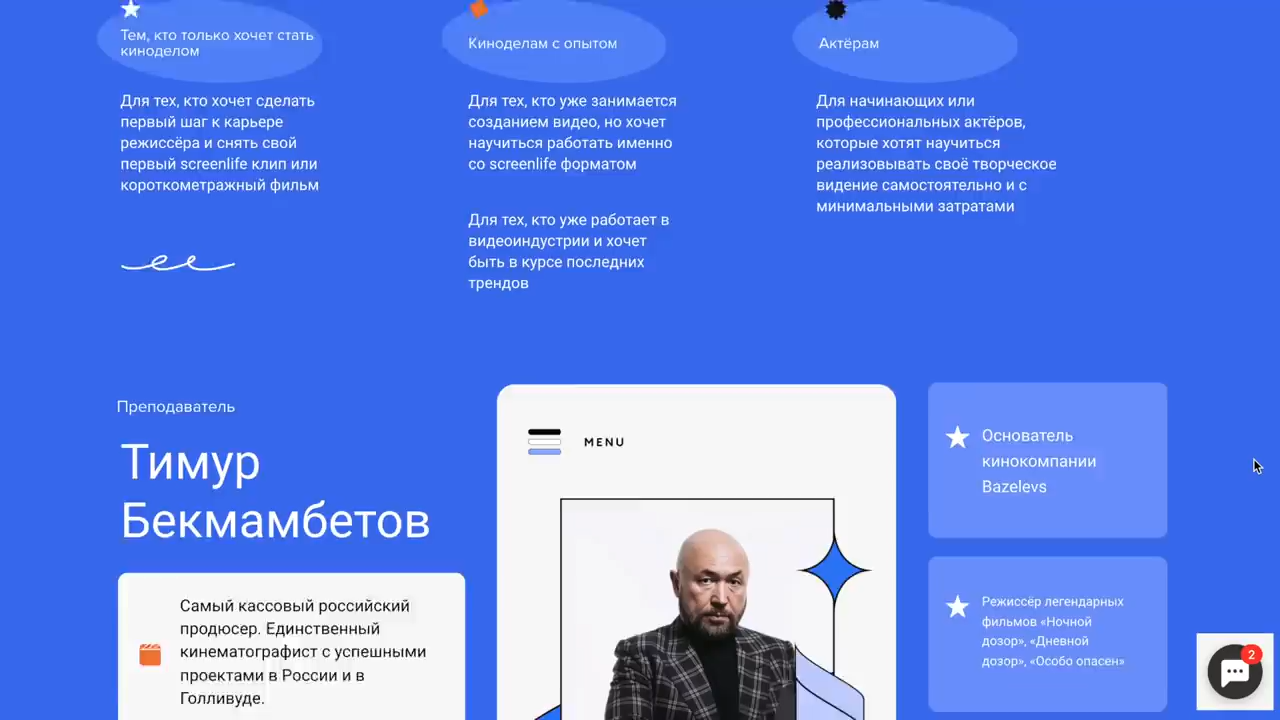 Тем, кто только хочет стать
киноделом
Для тех, кто хочет сделать
первый шаг к карьере
режиссёра и снять свой
первый screenlife клип или
короткометражный фильм
Киноделам с опытом
Для тех, кто уже занимается
созданием видео, но хочет
научиться работать именно
со screenlife форматом
Для тех, кто уже работает в
видеоиндустрии и хочет
быть в курсе последних
трендов
Актёрам
Для начинающих или
профессиональных актёров,
которые хотят научиться
реализовывать своё творческое
видение самостоятельно и с
минимальными затратами
Преподаватель
Тимур
Бекмамбетов
Самый кассовый российский
продюсер. Единственный
кинематографист с успешными
проектами в России и в
Голливуде.
MENU
Основатель
кинокомпании
Bazelevs
Режиссёр легендарных
фильмов «Ночной
дозор», «Дневной
дозор», «Особо опасен»
2